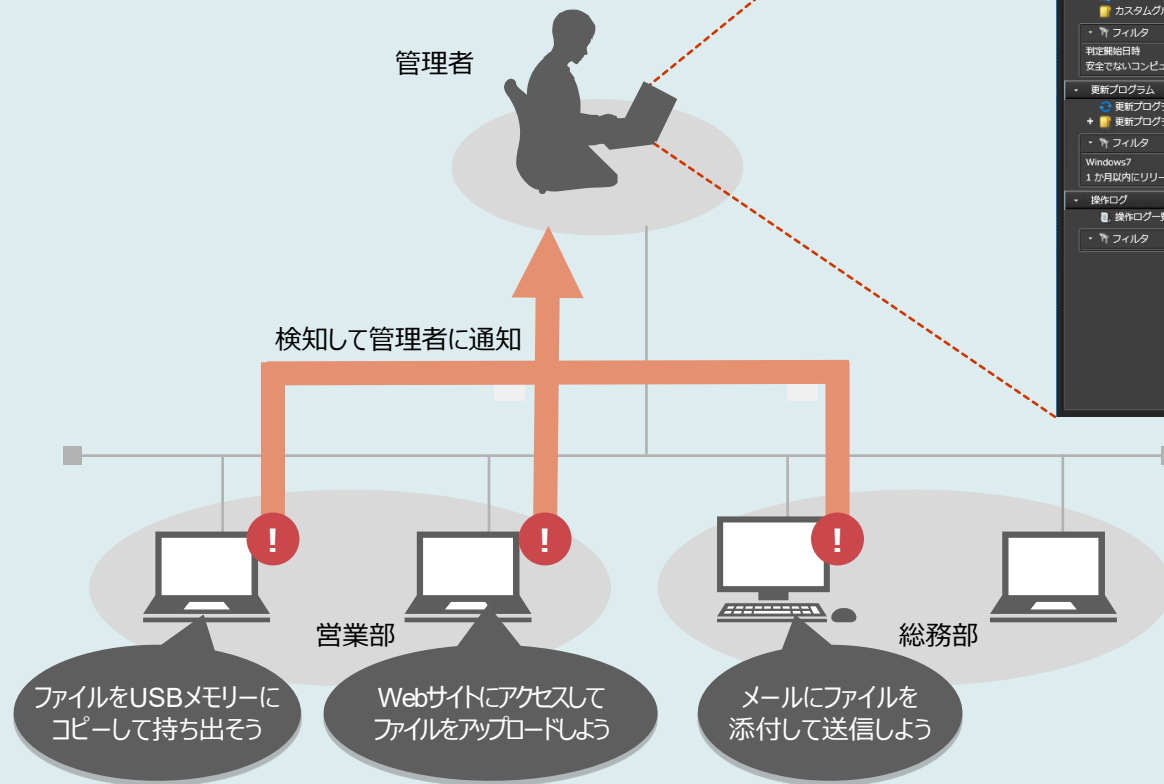 カスタムグル
フィルタ
判定開始日時
安全でないコンピュ
更新プログラム
更新プログラ
更新プログラ
フィルタ
Windows7
1 か月以内にリリー
操作ログ
操作ログ一覧
フィルタ
管理者
検知して管理者に通知
!
!
!
営業部
総務部
ファイルをUSBメモリーに
コピーして持ち出そう
Webサイトにアクセスして
ファイルをアップロードしよう
メールにファイルを
添付して送信しよう